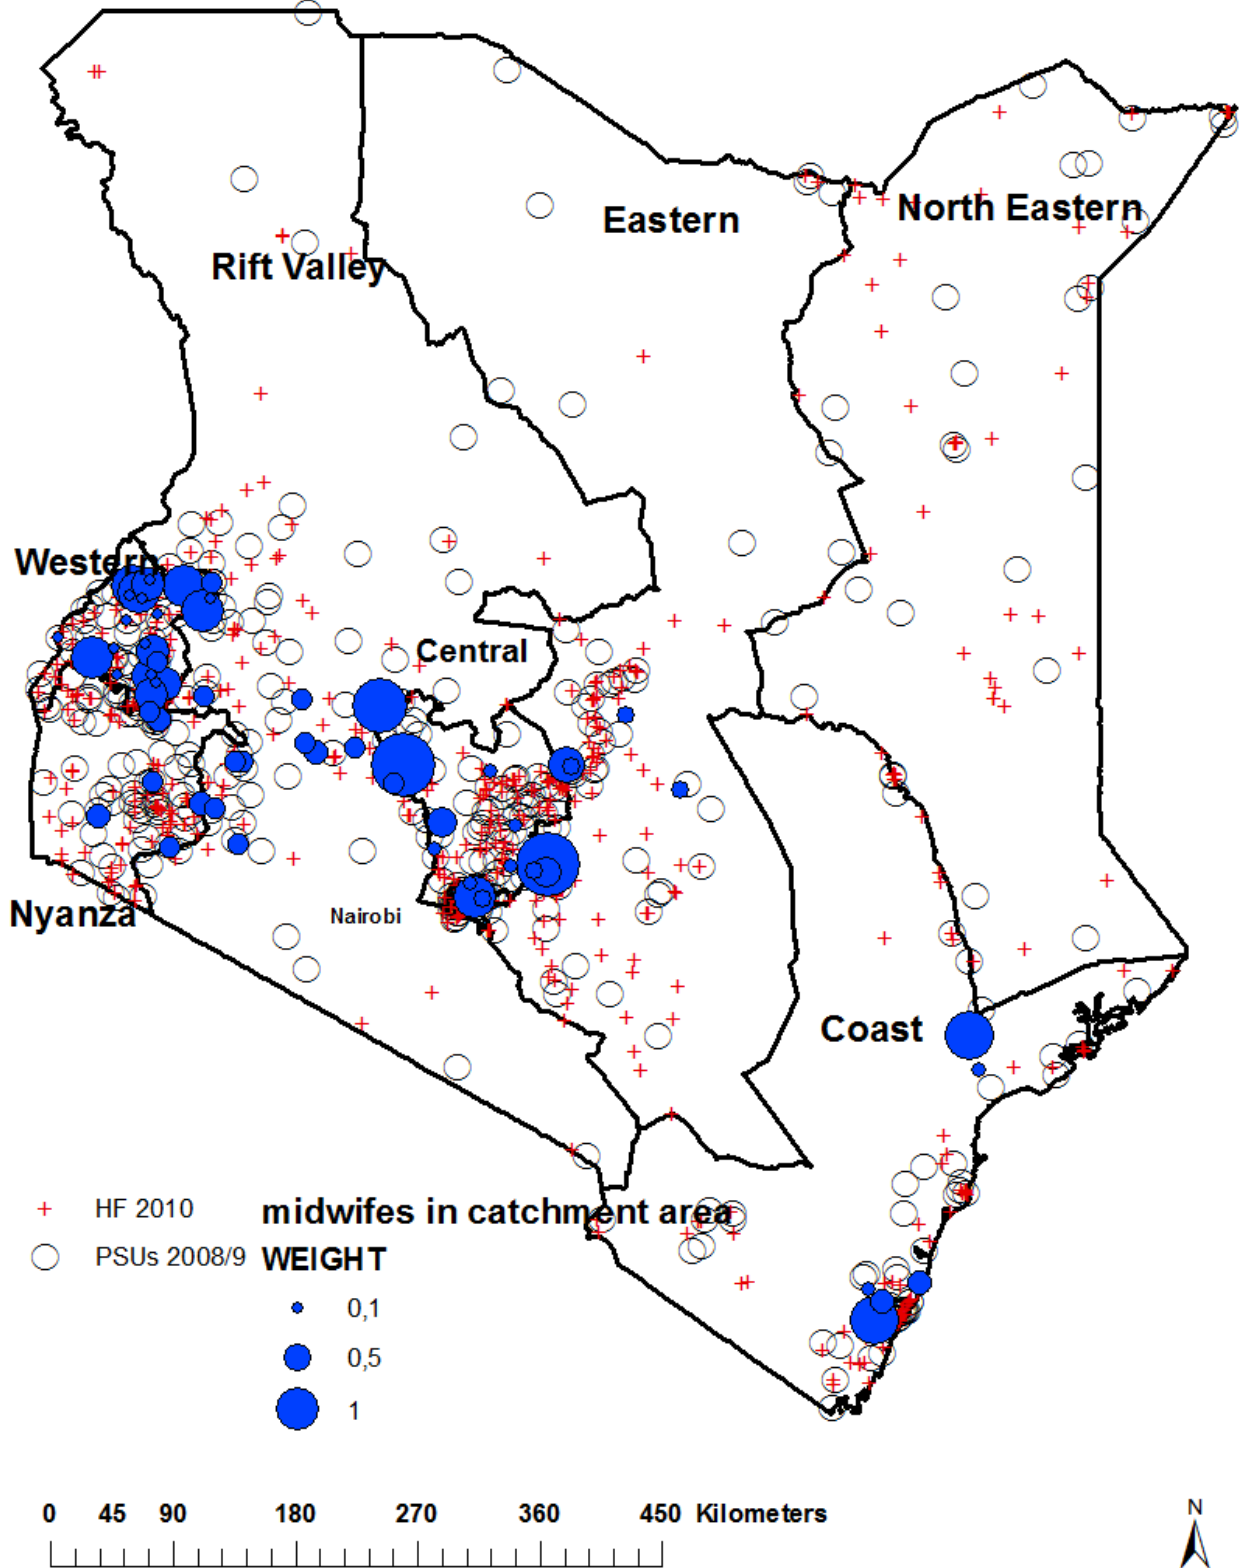 Eastern
North Eastern
Rift Valley
Western
Central
Nyanza
Nairobi
Coast
HF 2010
PSUs 2008/9
midwifes in catchment area
WEIGHT
0,1
0,5
1
0 45 90 180 270 360 450 Kilometers
N